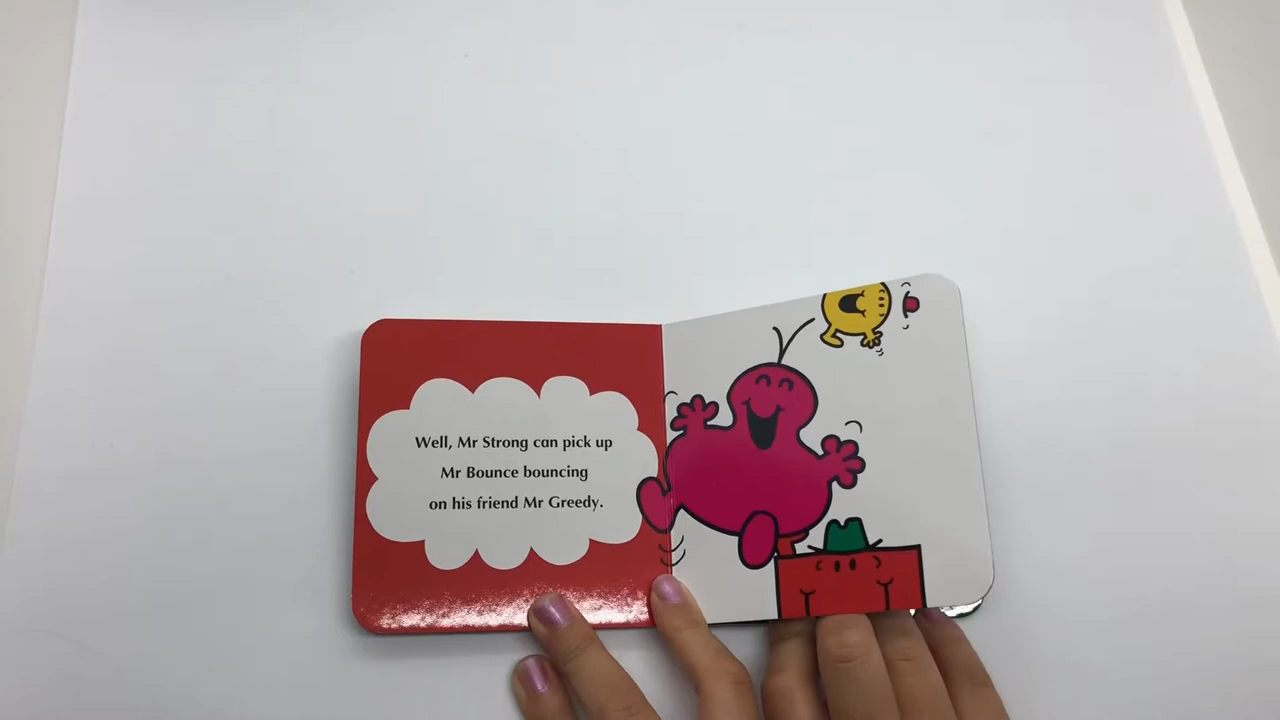 Well, Mr Strong can pick up
Mr Bounce bouncing
on his friend Mr Greedy.